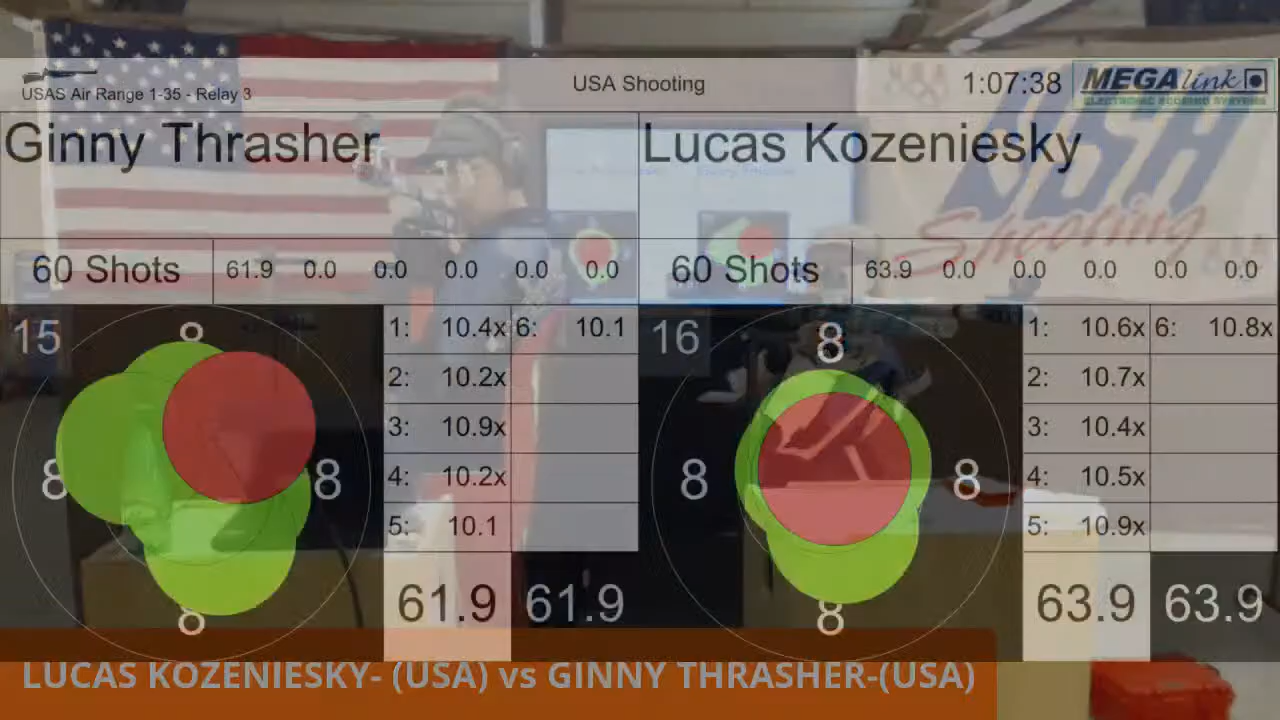 USAS Air Range 1-35 - Relay 3
USA Shooting
1:07:38
MEGAlink
ELECTRONIC SCORING SYSTEMS
Ginny Thrasher
Lucas Kozeniesky
USA
Shooting
60 Shots 61.9 0.0 0.0 0.0 0.0 0.0
60 Shots 63.9 0.0 0.0 0.0 0.0 0.0
15
8
8
8
8
1: 10.4x 6: 10.1
2: 10.2x
3: 10.9x
4: 10.2x
5: 10.1
61.9 61.9
16
8
8
8
8
1: 10.6x 6: 10.8x
2: 10.7x
3: 10.4x
4: 10.5x
5: 10.9x
63.9 63.9
LUCAS KOZENIESKY- (USA) vs GINNY THRASHER-(USA)